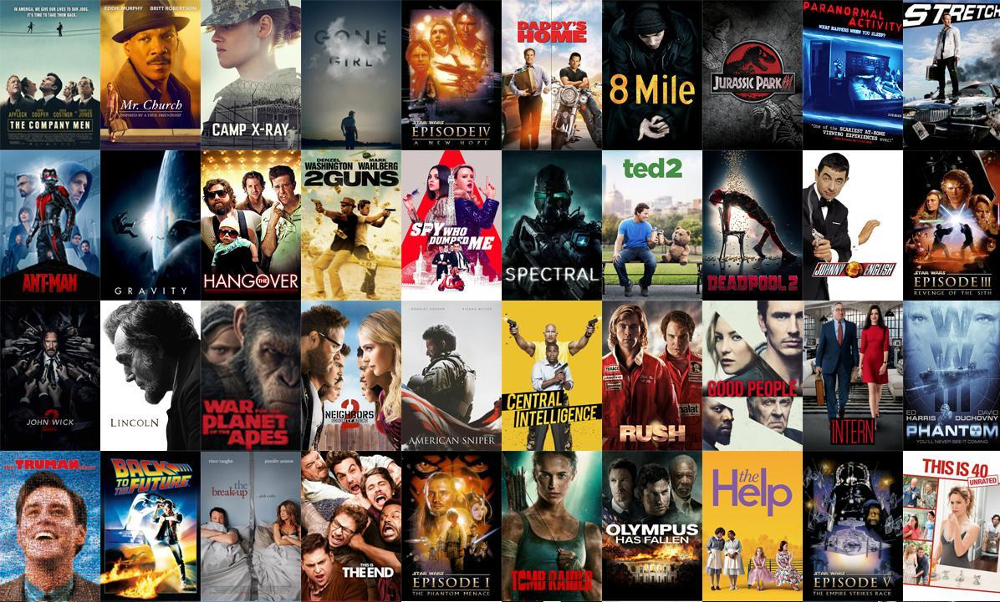 IN AMERICA, WE GIVE OUR LIVES TO OUR JOBS.
IT'S TIME TO TAKE THEM BACK.
AFFLECK
COOPER
COSTNER
JONES
THE COMPANY MEN
EDDIE MURPHY BRITT ROBERTSON
Mr. Church
INSPIRED BY A TRUE FRIENDSHIP
CAMP X-RAY
GONE
GIRL
STAR WARS
EPISODE IV
A NEW HOPE
DADDY'S
HOME
8 Mile
JURASSIC PARK
PARANORMAL
ACTIVITY
WHAT HAPPENS WHEN YOU SLEEP?
"One of the SCARIEST AT-HOME
VIEWING EXPERIENCES ever!"
STRETCH
ANT-MAN
GRAVITY
THE
HANGOVER
DENZEL MARK
WASHINGTON WAHLBERG
2GUNS
THE
SPY WHO
DUMPED ME
SPECTRAL
ted2
DEADPOOL 2
JOHNNY ENGLISH
STAR WARS
EPISODE III
REVENGE OF THE SITH
JOHN WICK
2
LINCOLN
WAR FOR
PLANET
OF THE APES
NEIGHBORS
2
BRADLEY COOPER SIENNA MILLER
AMERICAN SNIPER
CENTRAL
INTELLIGENCE
TEXACO
RUSH
GOOD PEOPLE
THE
INTERN
ED DAVID
HARRIS DUCHOVNY
PHANTOM
YOU'LL NEVER SEE IT COMING
THE TRUMAN
BACK
TO THE FUTURE
vince vaughn jennifer aniston
the
break-up
...pick a side.
THIS IS
THE END
STAR WARS
EPISODE I
THE PHANTOM MENACE
TOMB RAIDER
OLYMPUS
HAS FALLEN
the
Help
STAR WARS
EPISODE V
THE EMPIRE STRIKES BACK
THIS IS 40
UNRATED